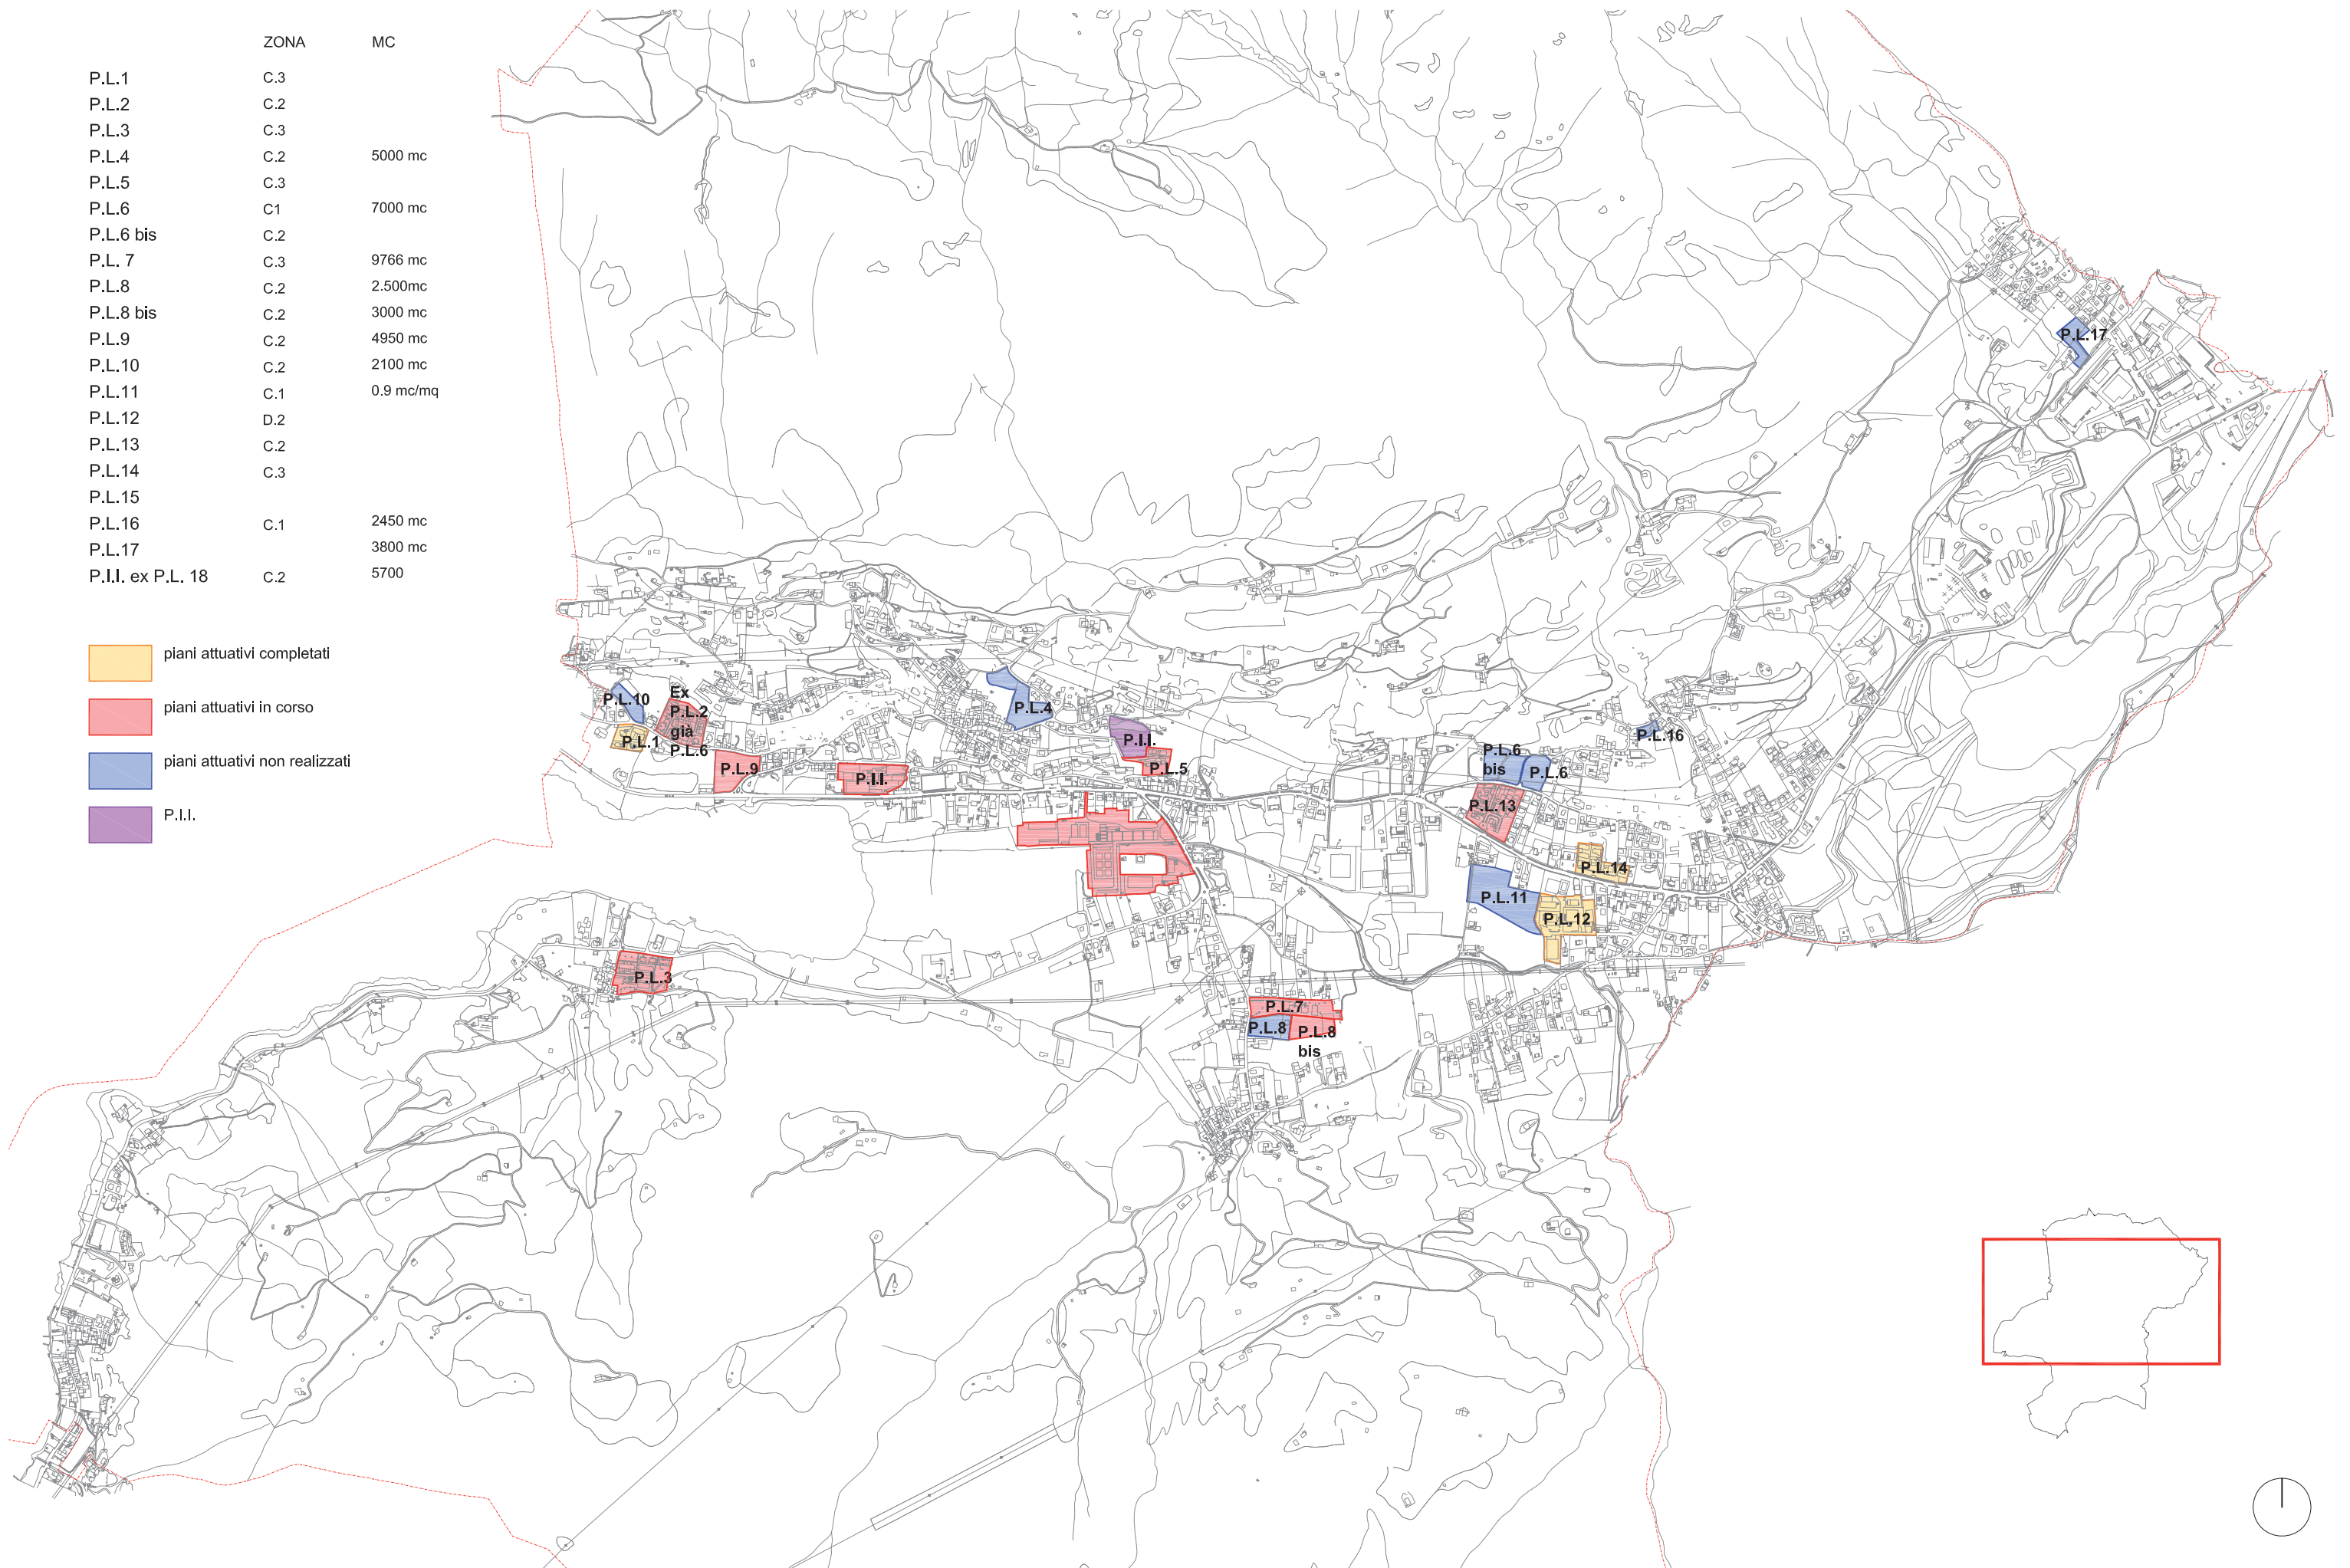 ZONA MC
P.L.1 C.3
P.L.2 C.2
P.L.3 C.3
P.L.4 C.2 5000 mc
P.L.5 C.3
P.L.6 C1 7000 mc
P.L.6 bis C.2
P.L. 7 C.3 9766 mc
P.L.8 C.2 2.500mc
P.L.8 bis C.2 3000 mc
P.L.9 C.2 4950 mc
P.L.10 C.2 2100 mc
P.L.11 C.1 0.9 mc/mq
P.L.12 D.2
P.L.13 C.2
P.L.14 C.3
P.L.15
P.L.16 C.1 2450 mc
P.L.17 3800 mc
P.I.I. ex P.L. 18 C.2 5700
piani attuativi completati
piani attuativi in corso
piani attuativi non realizzati
P.I.I.
P.L.17
P.L.10
Ex
P.L.2
già
P.L.6
P.L.1
P.L.9
P.I.I.
P.L.4
P.I.I.
P.L.5
P.L.16
P.L.6
bis
P.L.6
P.L.13
P.L.14
P.L.11
P.L.12
P.L.3
P.L.7
P.L.8
P.L.8
bis